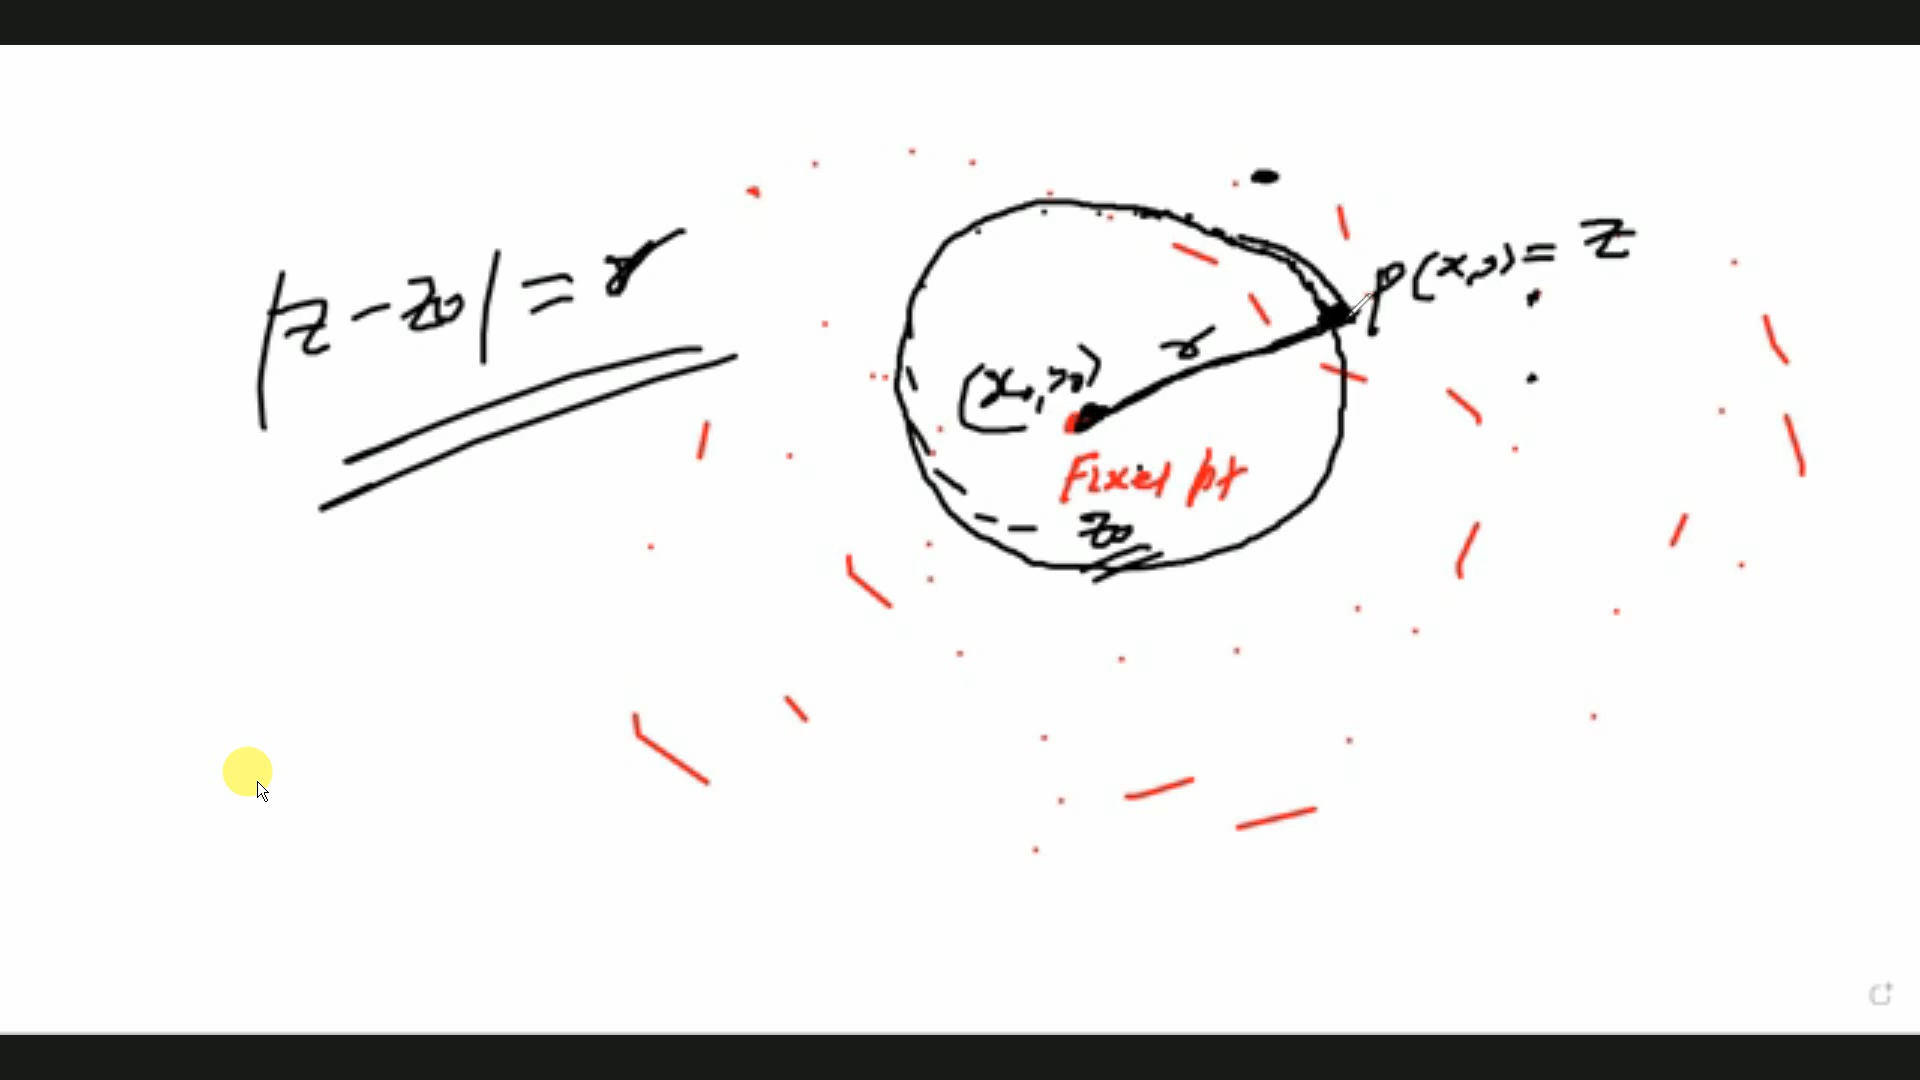 |z - z₀| = r
P(x,y) = z
r
(x₀, y₀)
Fixed pt
z₀